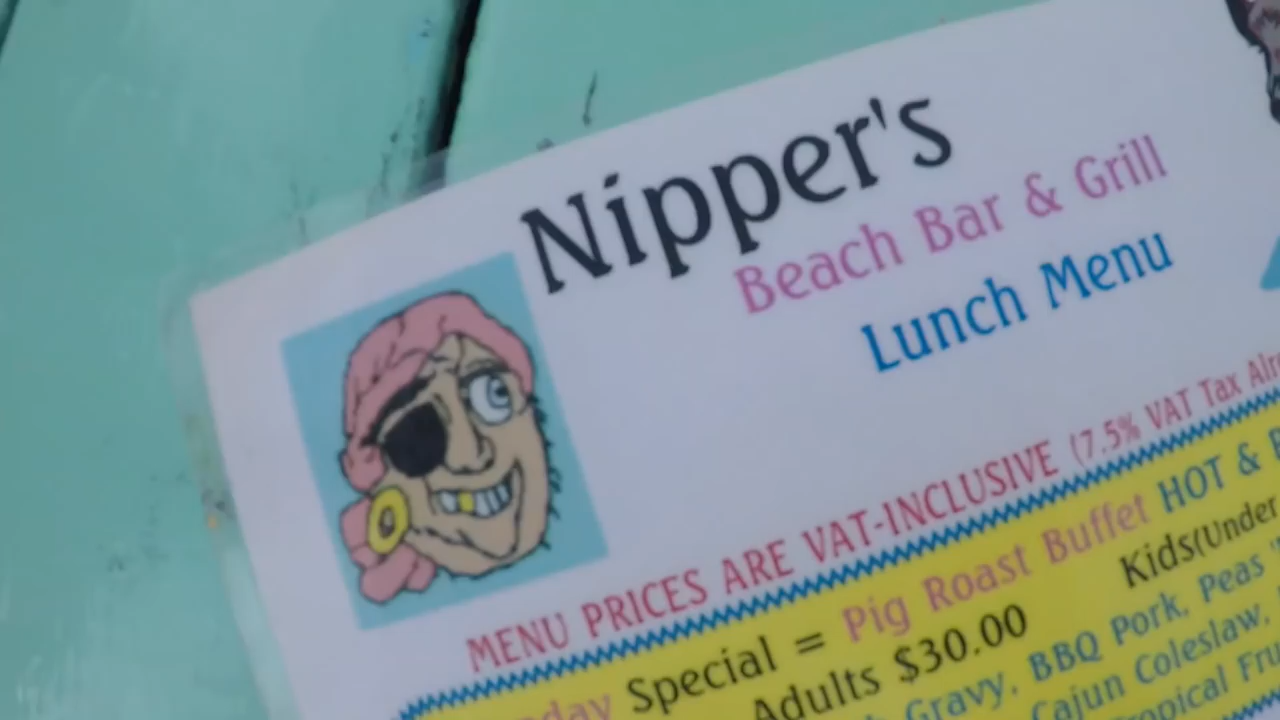 Nipper's
Beach Bar & Grill
Lunch Menu
MENU PRICES ARE VAT-INCLUSIVE (7.5% VAT Tax
Special = Pig Roast Buffet HOT &
Adults $30.00 Kids(Under
Gravy, BBQ Pork, Peas
Cajun Coleslaw,